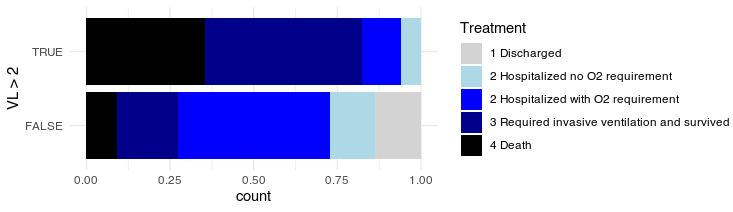 VL > 2
TRUE
FALSE
0.00
0.25
0.50
0.75
1.00
count
Treatment
1 Discharged
2 Hospitalized no O2 requirement
2 Hospitalized with O2 requirement
3 Required invasive ventilation and survived
4 Death